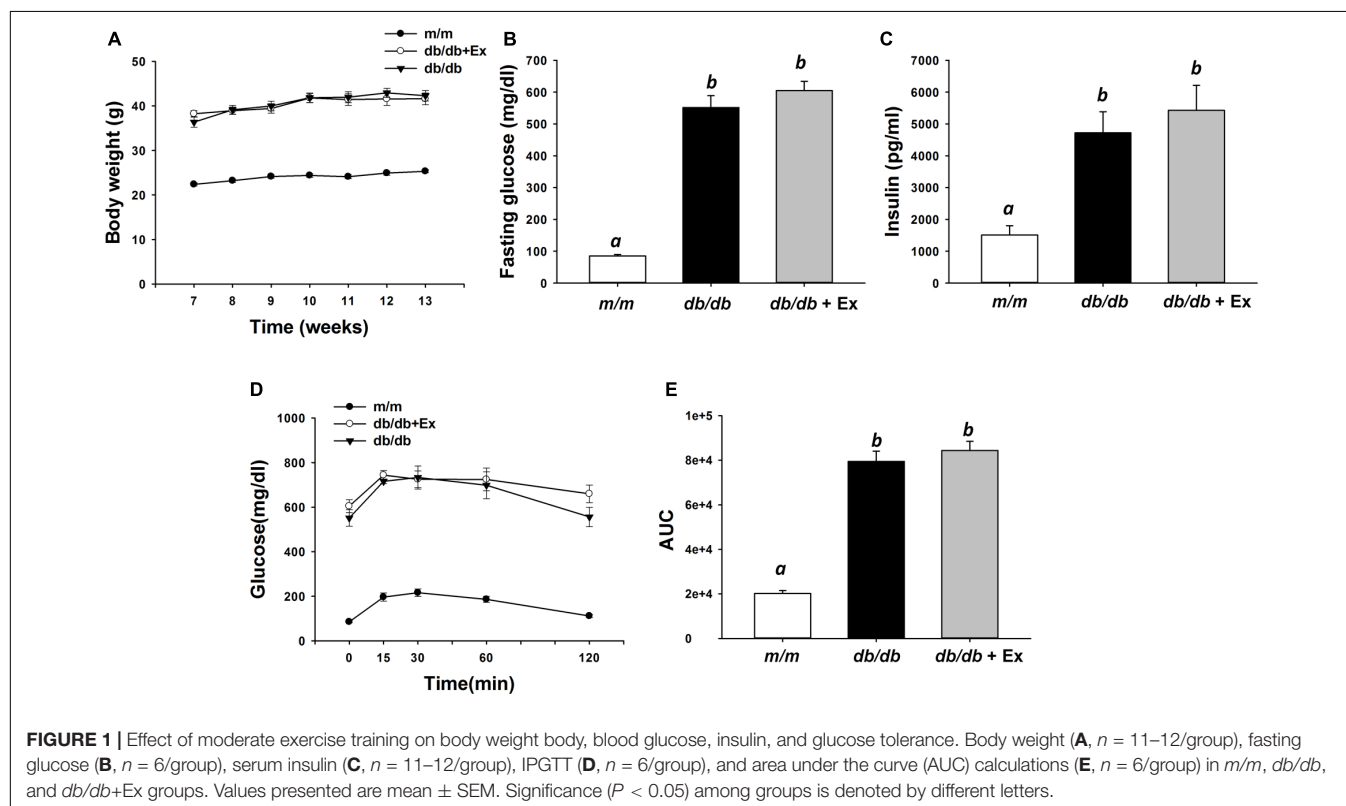 A
m/m
db/db+Ex
db/db
50
40
30
20
10
0
Body weight (g)
7 8 9 10 11 12 13
Time (weeks)
B
700
600
500
400
300
200
100
0
Fasting glucose (mg/dl)
a
b
b
m/m db/db db/db + Ex
C
7000
6000
5000
4000
3000
2000
1000
0
Insulin (pg/ml)
a
b
b
m/m db/db db/db + Ex
D
m/m
db/db+Ex
db/db
1000
800
600
400
200
0
Glucose(mg/dl)
0 15 30 60 120
Time(min)
E
1e+5
8e+4
6e+4
4e+4
2e+4
0
AUC
a
b
b
m/m db/db db/db + Ex
FIGURE 1 | Effect of moderate exercise training on body weight body, blood glucose, insulin, and glucose tolerance. Body weight (A, n = 11–12/group), fasting
glucose (B, n = 6/group), serum insulin (C, n = 11–12/group), IPGTT (D, n = 6/group), and area under the curve (AUC) calculations (E, n = 6/group) in m/m, db/db,
and db/db+Ex groups. Values presented are mean ± SEM. Significance (P < 0.05) among groups is denoted by different letters.